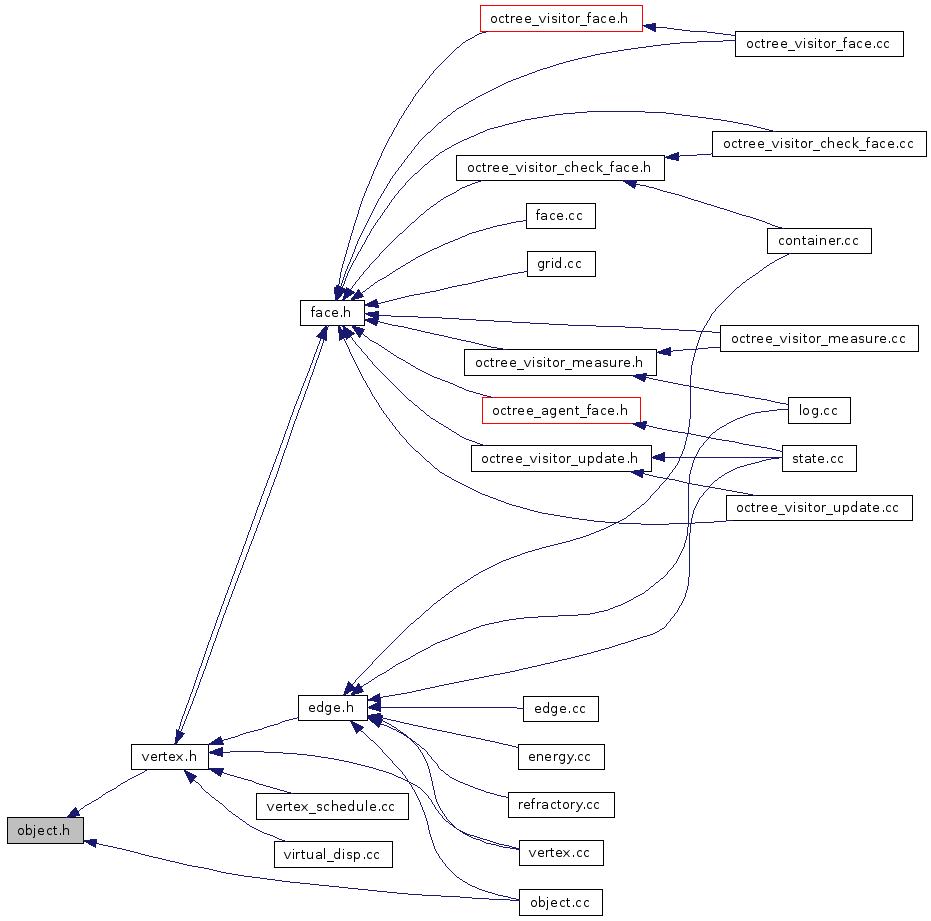 octree_visitor_face.h
octree_visitor_face.cc
octree_visitor_check_face.cc
octree_visitor_check_face.h
face.cc
container.cc
grid.cc
face.h
octree_visitor_measure.cc
octree_visitor_measure.h
octree_agent_face.h
log.cc
octree_visitor_update.h
state.cc
octree_visitor_update.cc
edge.h
edge.cc
vertex.h
energy.cc
vertex_schedule.cc
refractory.cc
object.h
virtual_disp.cc
vertex.cc
object.cc